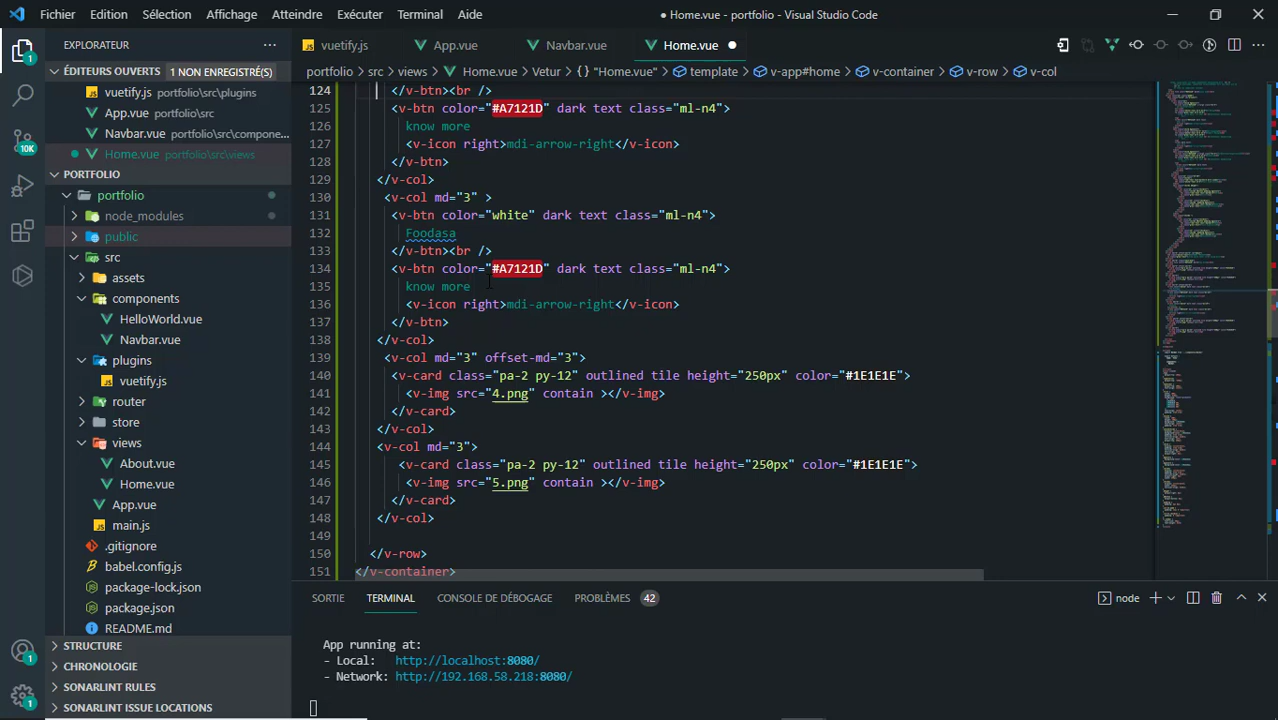 Fichier Edition Sélection Affichage Atteindre Exécuter Terminal Aide
● Home.vue - portfolio - Visual Studio Code
EXPLORATEUR
ÉDITEURS OUVERTS 1 NON ENREGISTRÉ(S)
vuetify.js portfolio\src\plugins
App.vue portfolio\src
Navbar.vue portfolio\src\compone...
Home.vue portfolio\src\views
PORTFOLIO
portfolio
node_modules
public
src
assets
components
HelloWorld.vue
Navbar.vue
plugins
vuetify.js
router
store
views
About.vue
Home.vue
App.vue
main.js
.gitignore
babel.config.js
package-lock.json
package.json
README.md
STRUCTURE
CHRONOLOGIE
SONARLINT RULES
SONARLINT ISSUE LOCATIONS
1
10K
1
1
vuetify.js App.vue Navbar.vue Home.vue
portfolio > src > views > Home.vue > Vetur > {} "Home.vue" > template > v-app#home > v-container > v-row > v-col
124 </v-btn><br />
125 <v-btn color="#A7121D" dark text class="ml-n4">
126 know more
127 <v-icon right>mdi-arrow-right</v-icon>
128 </v-btn>
129 </v-col>
130 <v-col md="3" >
131 <v-btn color="white" dark text class="ml-n4">
132 Foodasa
133 </v-btn><br />
134 <v-btn color="#A7121D" dark text class="ml-n4">
135 know more
136 <v-icon right>mdi-arrow-right</v-icon>
137 </v-btn>
138 </v-col>
139 <v-col md="3" offset-md="3">
140 <v-card class="pa-2 py-12" outlined tile height="250px" color="#1E1E1E">
141 <v-img src="4.png" contain ></v-img>
142 </v-card>
143 </v-col>
144 <v-col md="3">
145 <v-card class="pa-2 py-12" outlined tile height="250px" color="#1E1E1E">
146 <v-img src="5.png" contain ></v-img>
147 </v-card>
148 </v-col>
149
150 </v-row>
151 </v-container>
SORTIE TERMINAL CONSOLE DE DÉBOGAGE PROBLÈMES 42
node
App running at:
- Local: http://localhost:8080/
- Network: http://192.168.58.218:8080/